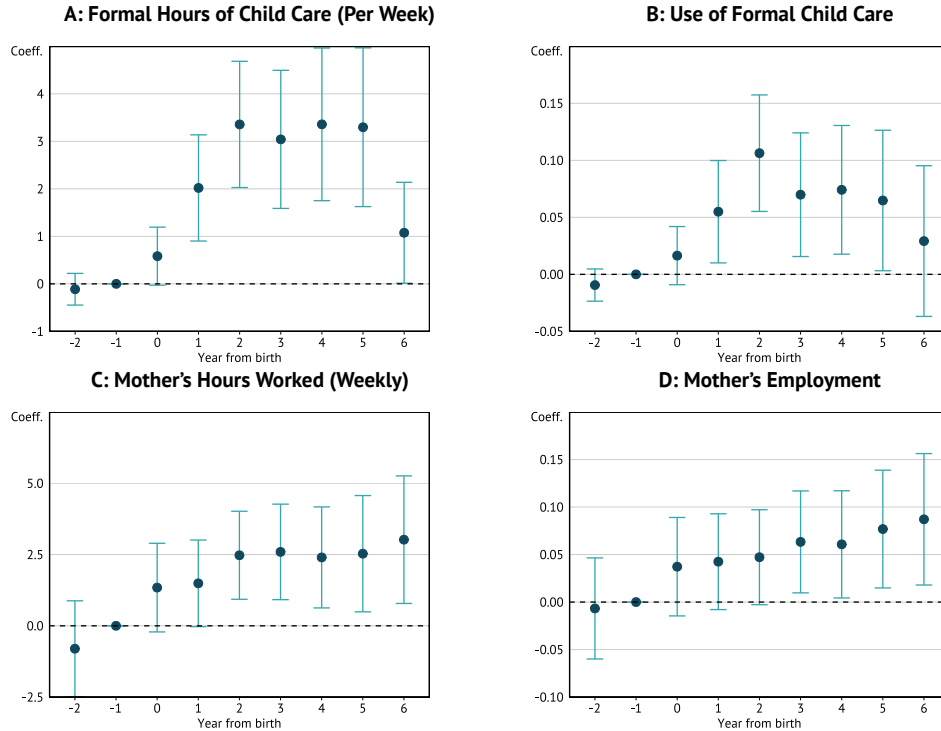 A: Formal Hours of Child Care (Per Week)
Coeff.
4
3
2
1
0
-1
-2 -1 0 1 2 3 4 5 6
Year from birth
B: Use of Formal Child Care
Coeff.
0.15
0.10
0.05
0.00
-0.05
-2 -1 0 1 2 3 4 5 6
Year from birth
C: Mother’s Hours Worked (Weekly)
Coeff.
5.0
2.5
0.0
-2.5
-2 -1 0 1 2 3 4 5 6
Year from birth
D: Mother’s Employment
Coeff.
0.15
0.10
0.05
0.00
-0.05
-0.10
-2 -1 0 1 2 3 4 5 6
Year from birth